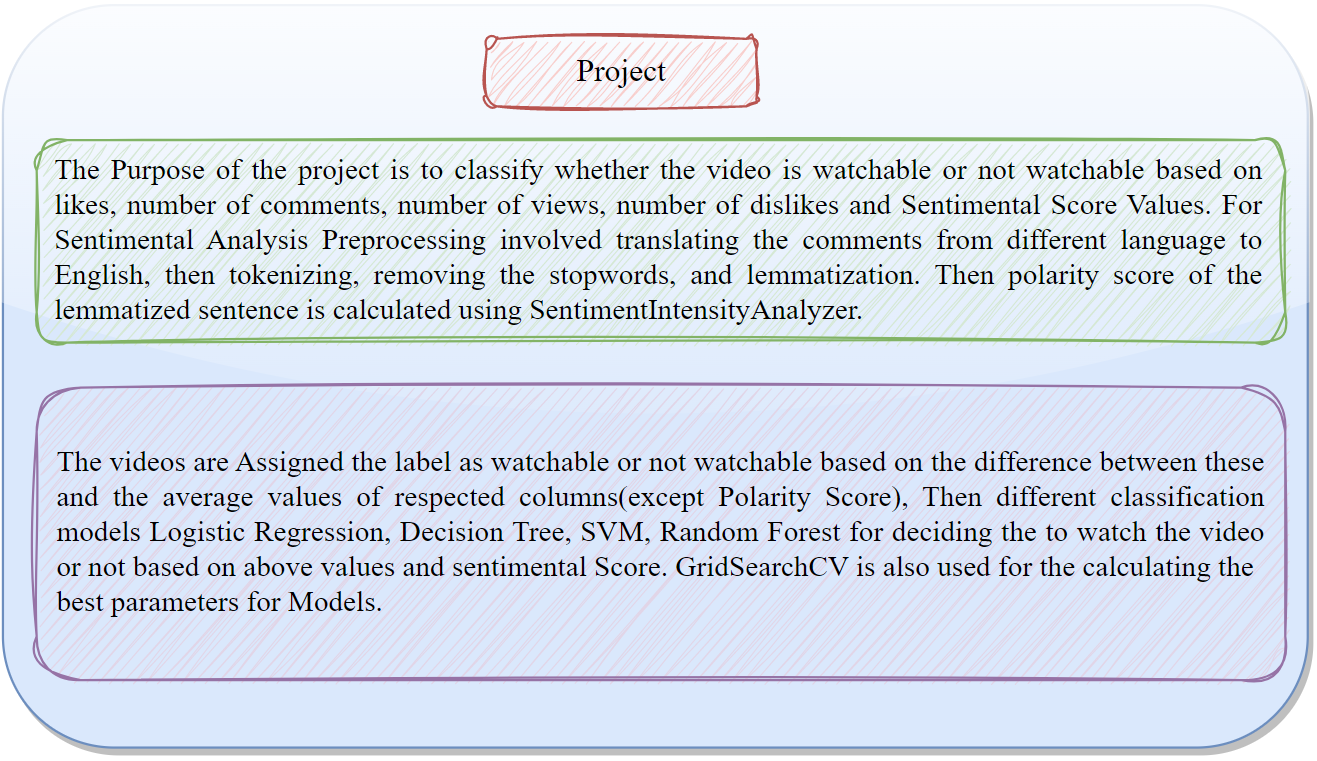 Project
The Purpose of the project is to classify whether the video is watchable or not watchable based on
likes, number of comments, number of views, number of dislikes and Sentimental Score Values. For
Sentimental Analysis Preprocessing involved translating the comments from different language to
English, then tokenizing, removing the stopwords, and lemmatization. Then polarity score of the
lemmatized sentence is calculated using SentimentIntensityAnalyzer.
The videos are Assigned the label as watchable or not watchable based on the difference between these
and the average values of respected columns(except Polarity Score), Then different classification
models Logistic Regression, Decision Tree, SVM, Random Forest for deciding the to watch the video
or not based on above values and sentimental Score. GridSearchCV is also used for the calculating the
best parameters for Models.